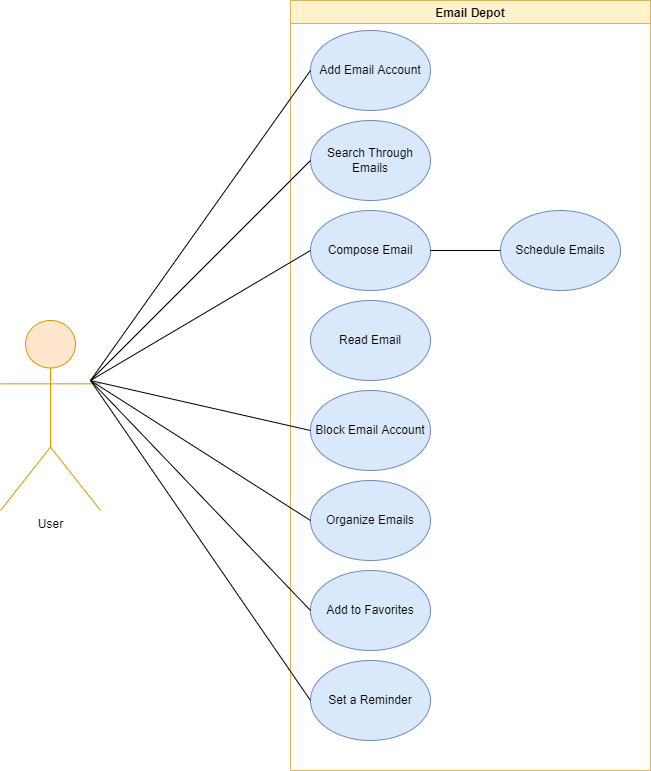 Email Depot
Add Email Account
Search Through
Emails
Compose Email
Schedule Emails
Read Email
Block Email Account
Organize Emails
User
Add to Favorites
Set a Reminder